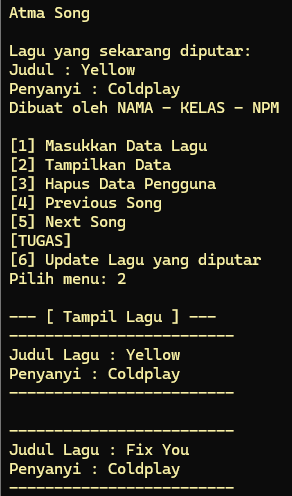 Atma Song

Lagu yang sekarang diputar:
Judul : Yellow
Penyanyi : Coldplay
Dibuat oleh NAMA - KELAS - NPM

[1] Masukkan Data Lagu
[2] Tampilkan Data
[3] Hapus Data Pengguna
[4] Previous Song
[5] Next Song
[TUGAS]
[6] Update Lagu yang diputar
Pilih menu: 2

--- [ Tampil Lagu ] ---
-------------------------
Judul Lagu : Yellow
Penyanyi : Coldplay
-------------------------

-------------------------
Judul Lagu : Fix You
Penyanyi : Coldplay
-------------------------